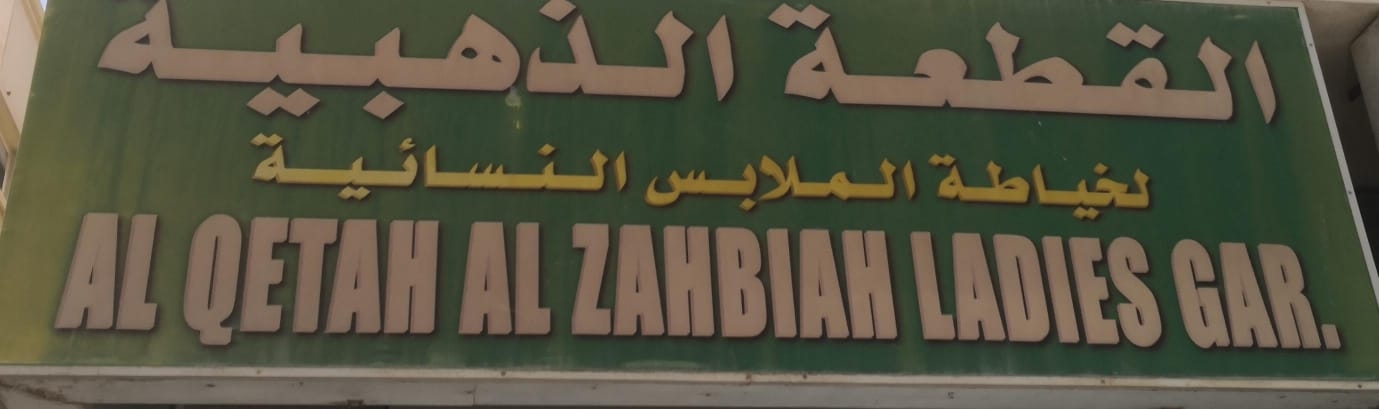 القطعة الذهبية
لخياطة الملابس النسائية
AL QETAH AL ZAHBIAH LADIES GAR.